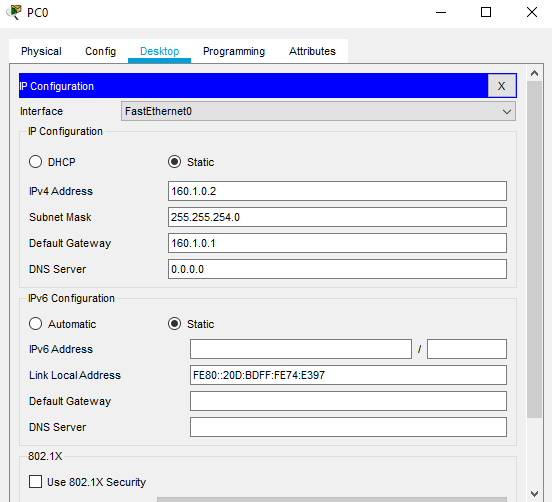 PC0
Physical Config Desktop Programming Attributes
IP Configuration X
Interface FastEthernet0
IP Configuration
DHCP Static
IPv4 Address 160.1.0.2
Subnet Mask 255.255.254.0
Default Gateway 160.1.0.1
DNS Server 0.0.0.0
IPv6 Configuration
Automatic Static
IPv6 Address /
Link Local Address FE80::20D:BDFF:FE74:E397
Default Gateway
DNS Server
802.1X
Use 802.1X Security